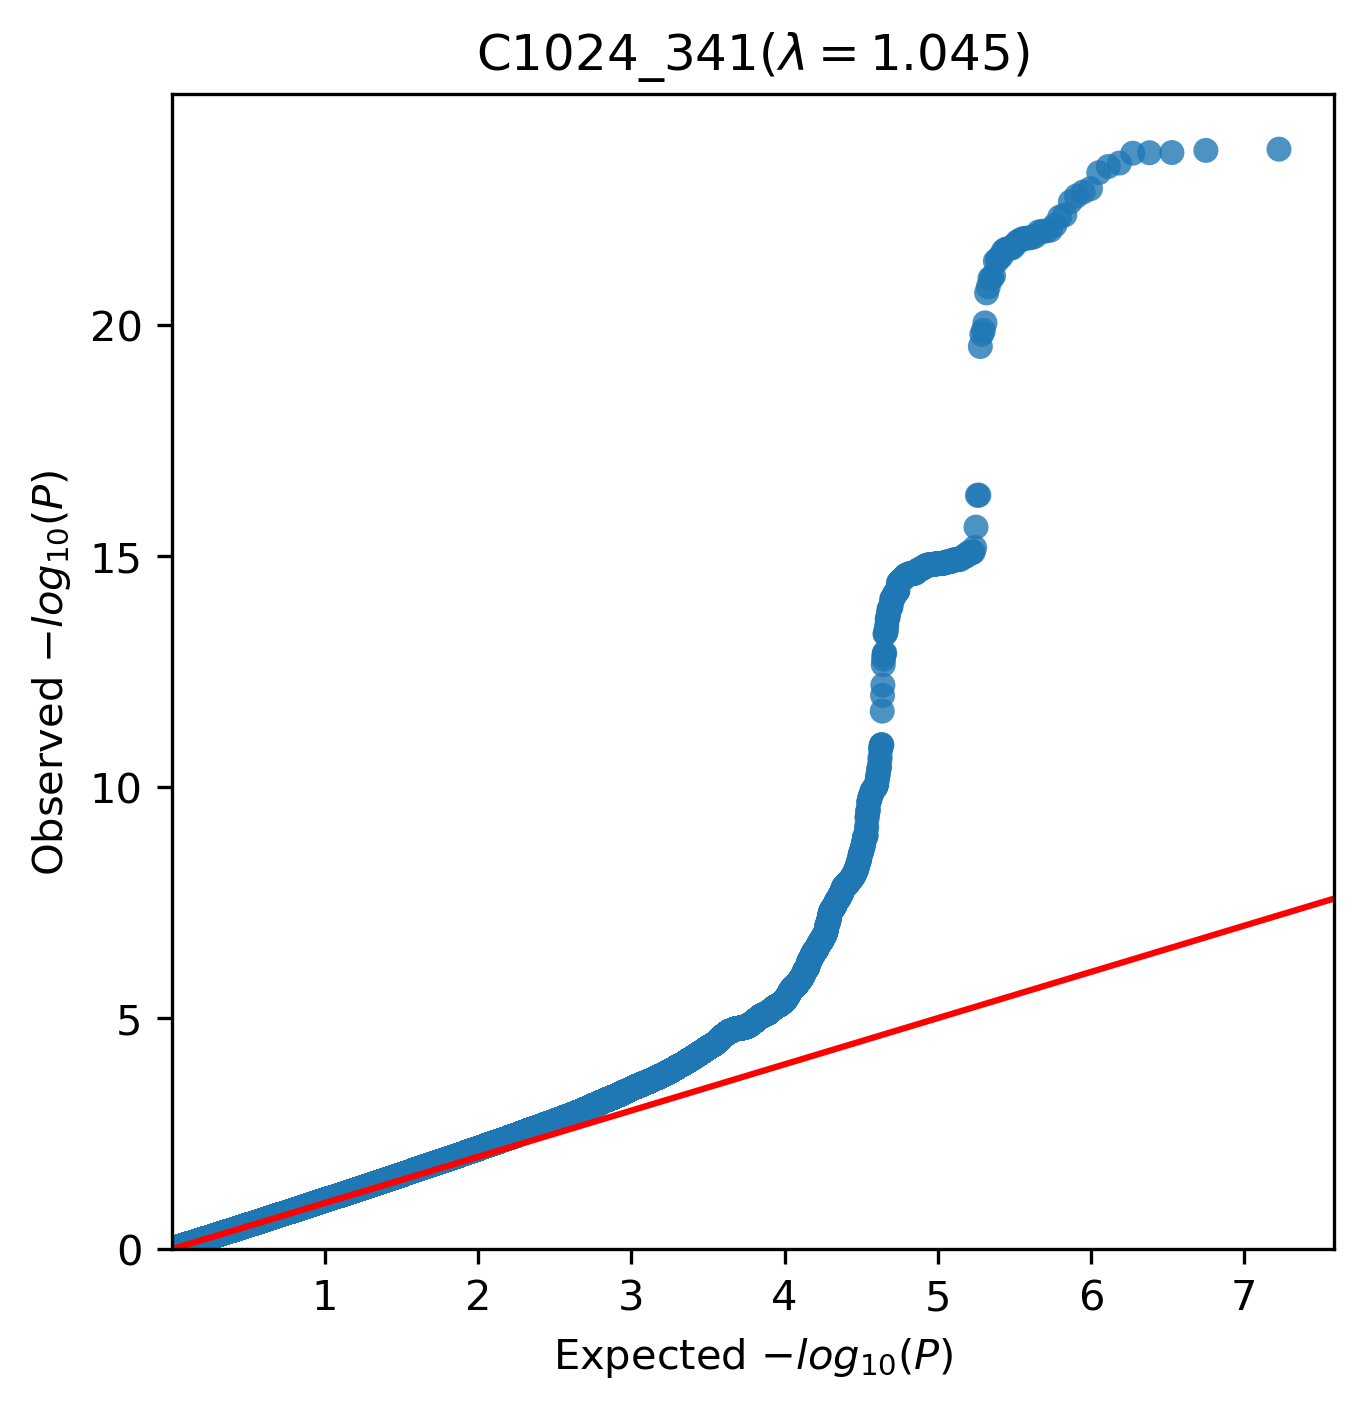 C1024_341(λ = 1.045)
Observed −log₁₀(P)
20
15
10
5
0
1 2 3 4 5 6 7
Expected −log₁₀(P)